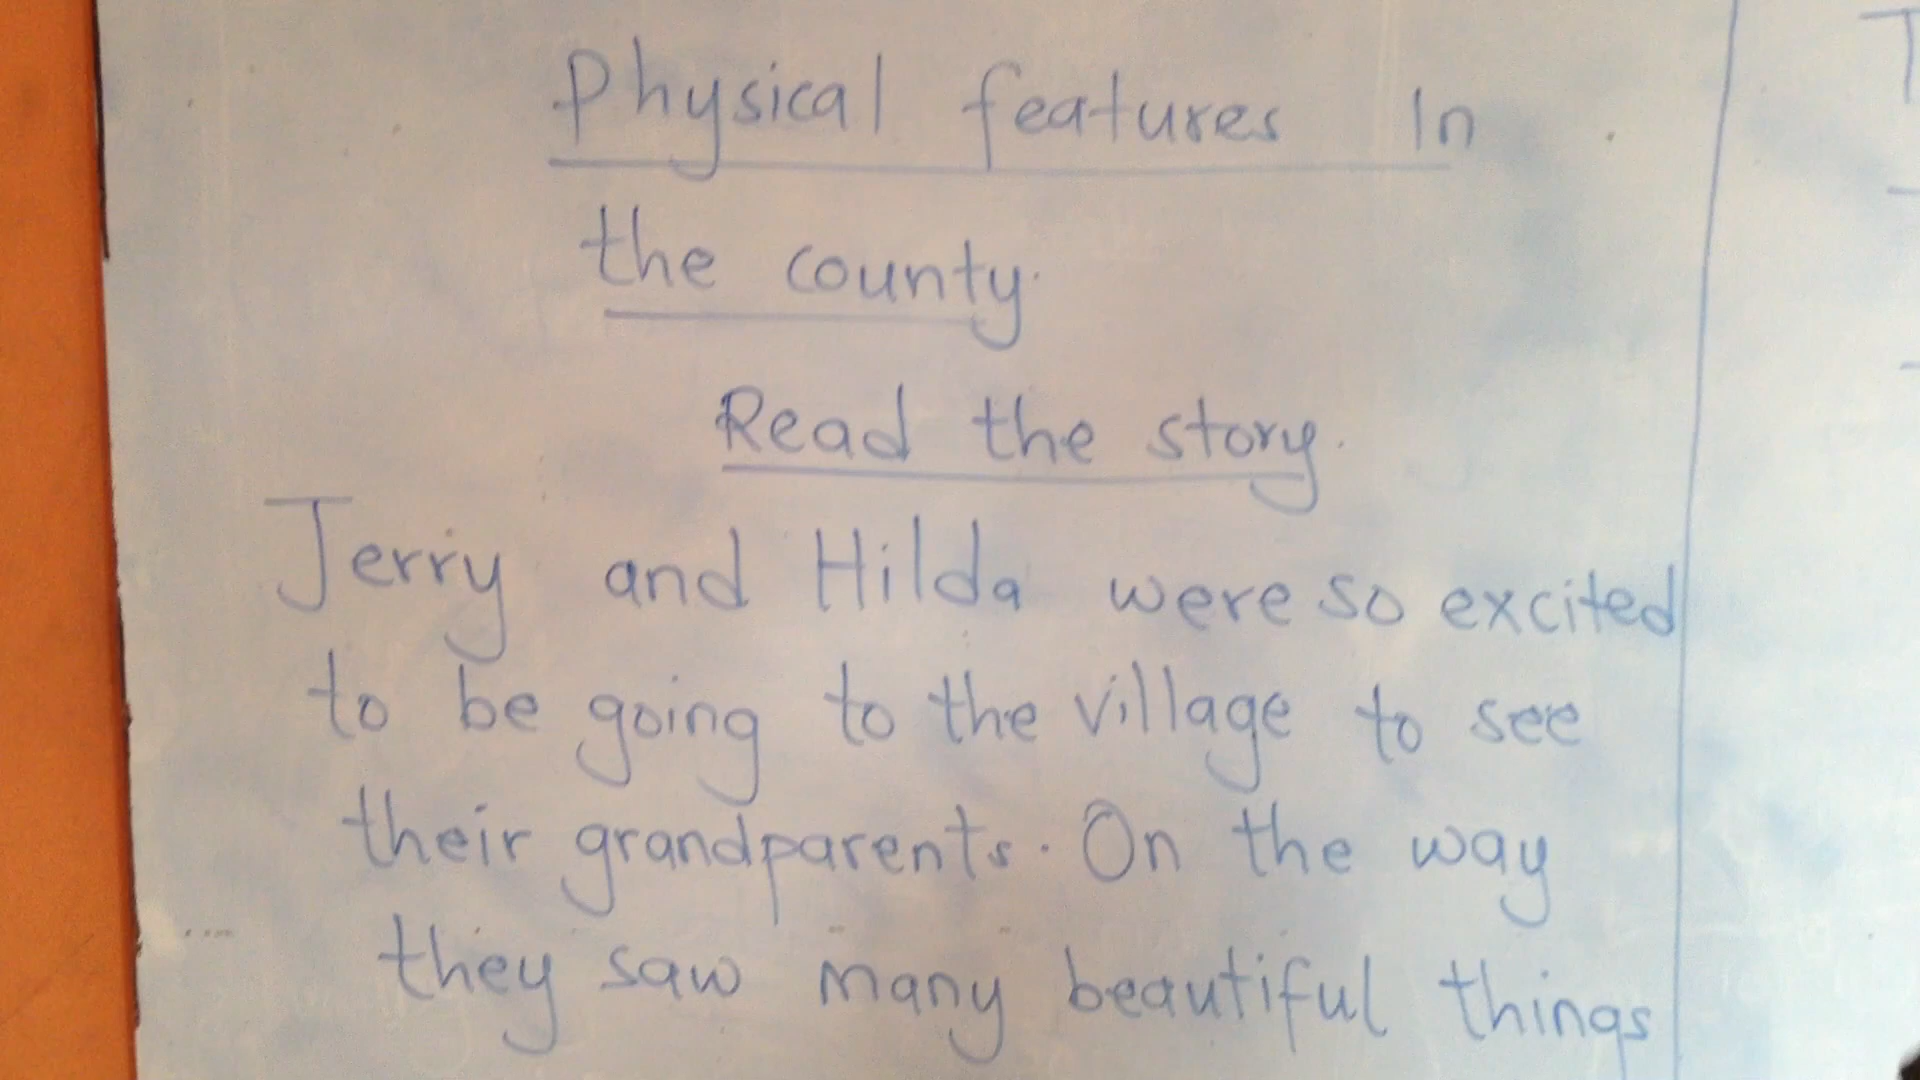 Physical features In
the county.
Read the story.
Jerry and Hilda were so excited
to be going to the village to see
their grandparents. On the way
they saw many beautiful things